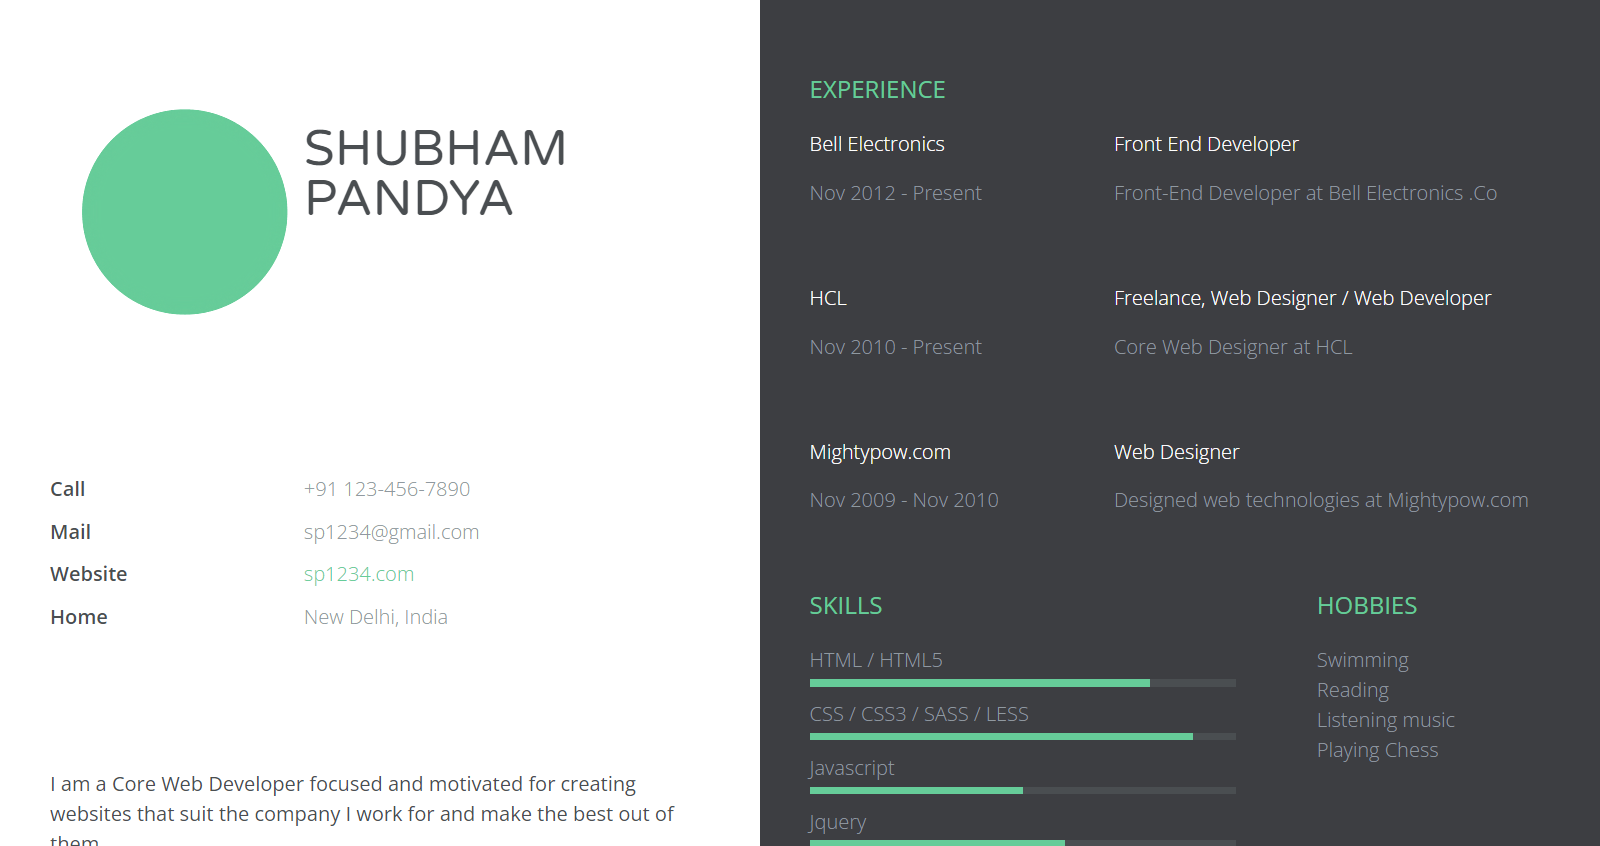 SHUBHAM
PANDYA
Call +91 123-456-7890
Mail sp1234@gmail.com
Website sp1234.com
Home New Delhi, India
I am a Core Web Developer focused and motivated for creating
websites that suit the company I work for and make the best out of
them
EXPERIENCE
Bell Electronics Front End Developer
Nov 2012 - Present Front-End Developer at Bell Electronics .Co
HCL Freelance, Web Designer / Web Developer
Nov 2010 - Present Core Web Designer at HCL
Mightypow.com Web Designer
Nov 2009 - Nov 2010 Designed web technologies at Mightypow.com
SKILLS
HTML / HTML5
CSS / CSS3 / SASS / LESS
Javascript
Jquery
HOBBIES
Swimming
Reading
Listening music
Playing Chess